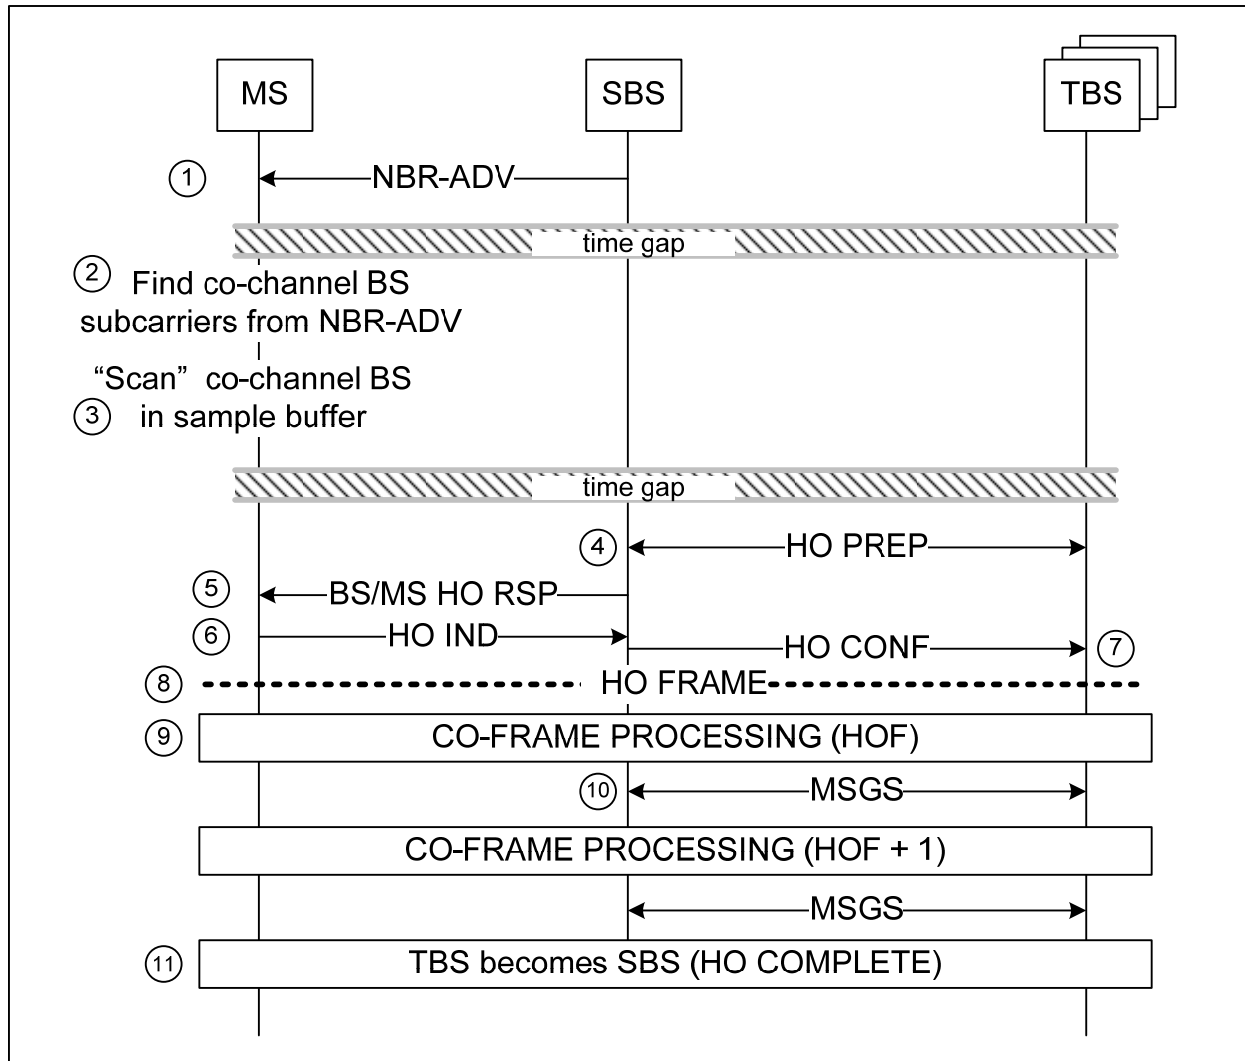 MS
SBS
TBS
1
NBR-ADV
time gap
2
Find co-channel BS
subcarriers from NBR-ADV
“Scan” co-channel BS
3
in sample buffer
time gap
4
HO PREP
5
BS/MS HO RSP
6
HO IND
HO CONF
7
8
HO FRAME
9
CO-FRAME PROCESSING (HOF)
10
MSGS
CO-FRAME PROCESSING (HOF + 1)
MSGS
11
TBS becomes SBS (HO COMPLETE)